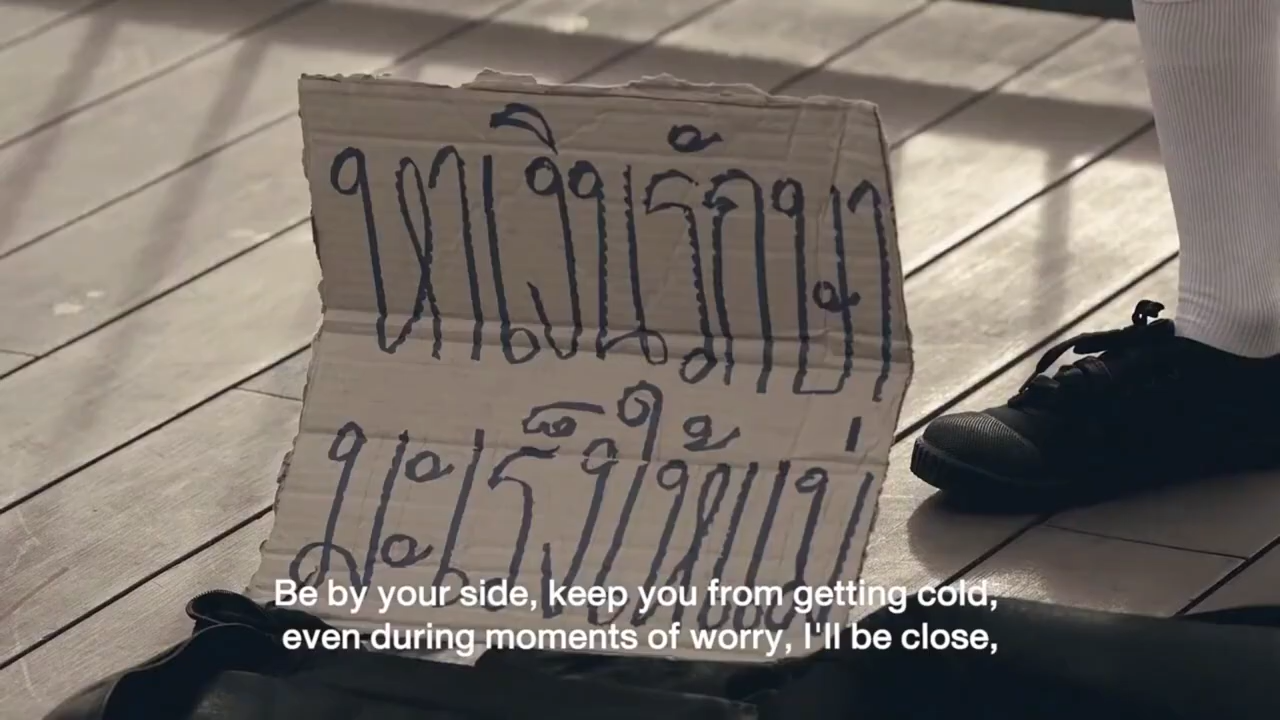 หาเงินรักษา
มะเร็งให้แม่
Be by your side, keep you from getting cold,
even during moments of worry, I'll be close,